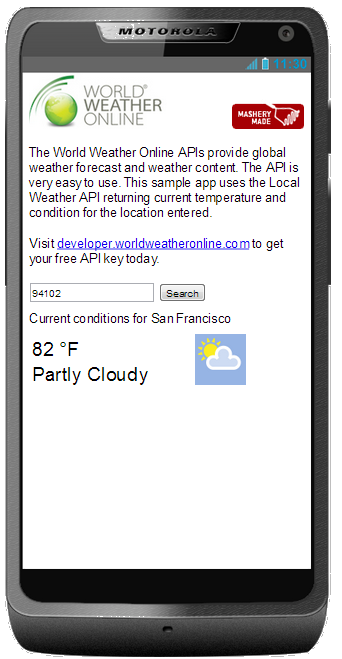 MOTOROLA
11:30
WORLD®
WEATHER
ONLINE
MASHERY
MADE
The World Weather Online APIs provide global
weather forecast and weather content. The API is
very easy to use. This sample app uses the Local
Weather API returning current temperature and
condition for the location entered.
Visit developer.worldweatheronline.com to get
your free API key today.
94102 Search
Current conditions for San Francisco
82 °F
Partly Cloudy